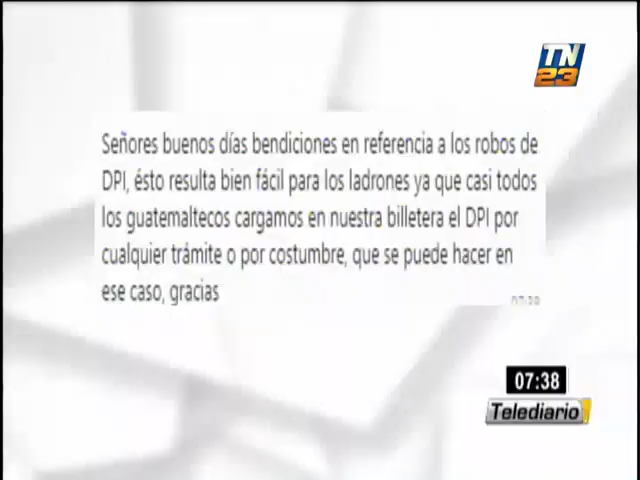 TN
23
Señores buenos días bendiciones en referencia a los robos de
DPI, ésto resulta bien fácil para los ladrones ya que casi todos
los guatemaltecos cargamos en nuestra billetera el DPI por
cualquier trámite o por costumbre, que se puede hacer en
ese caso, gracias
07:38
07:38
Telediario